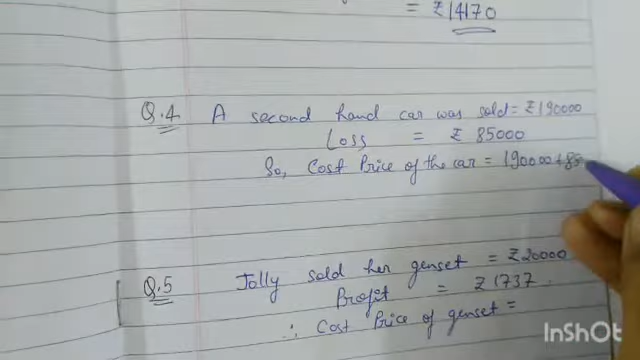 = ₹14170
Q.4 A second hand car was sold = ₹190000
Loss = ₹ 85000
So, Cost Price of the car = 190000+85
Q.5 Jolly sold her genset = ₹20000
Profit = ₹1737.
∴ Cost Price of genset =
InShOt